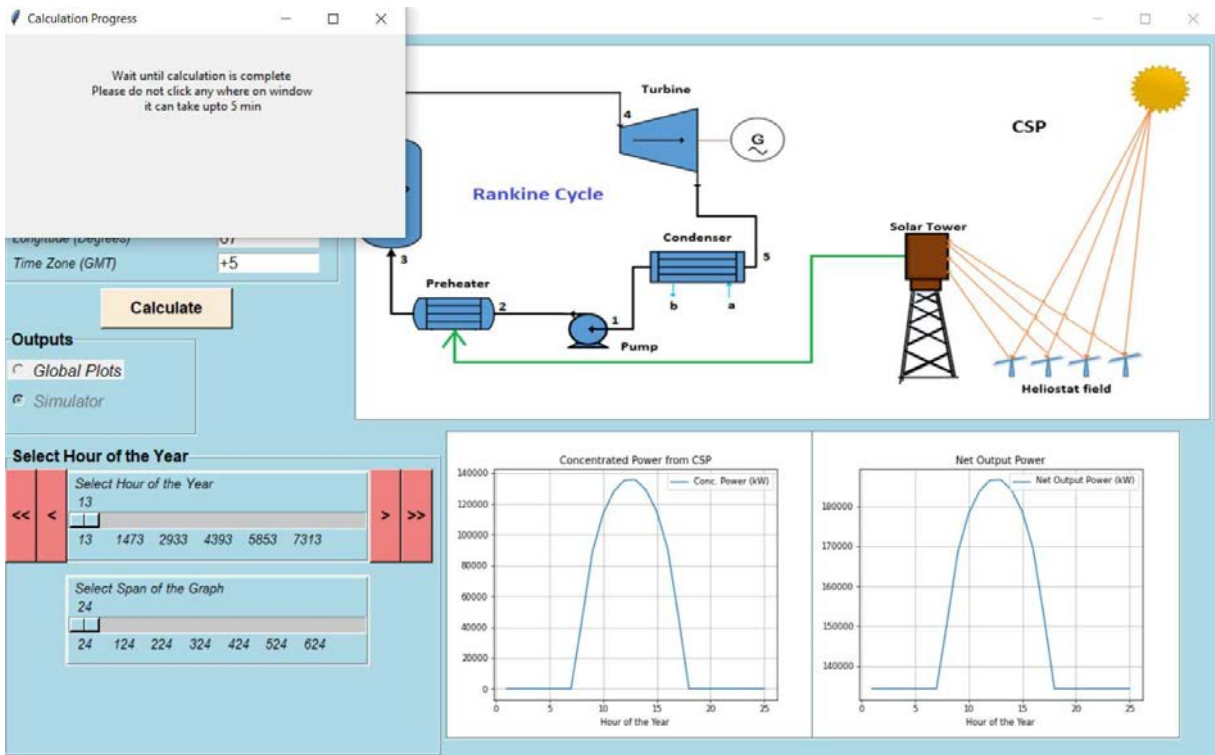 Calculation Progress
Wait until calculation is complete
Please do not click any where on window
it can take upto 5 min
Longitude (Degrees)
67
Time Zone (GMT)
+5
Calculate
Outputs
Global Plots
Simulator
Turbine
4
G
CSP
Rankine Cycle
Solar Tower
Condenser
5
3
Preheater
2
b
a
1
Pump
Heliostat field
Select Hour of the Year
Select Hour of the Year
13
<<
<
>
>>
13 1473 2933 4393 5853 7313
Select Span of the Graph
24
24 124 224 324 424 524 624
Concentrated Power from CSP
Conc. Power (kW)
140000
120000
100000
80000
60000
40000
20000
0
0 5 10 15 20 25
Hour of the Year
Net Output Power
Net Output Power (kW)
180000
170000
160000
150000
140000
0 5 10 15 20 25
Hour of the Year